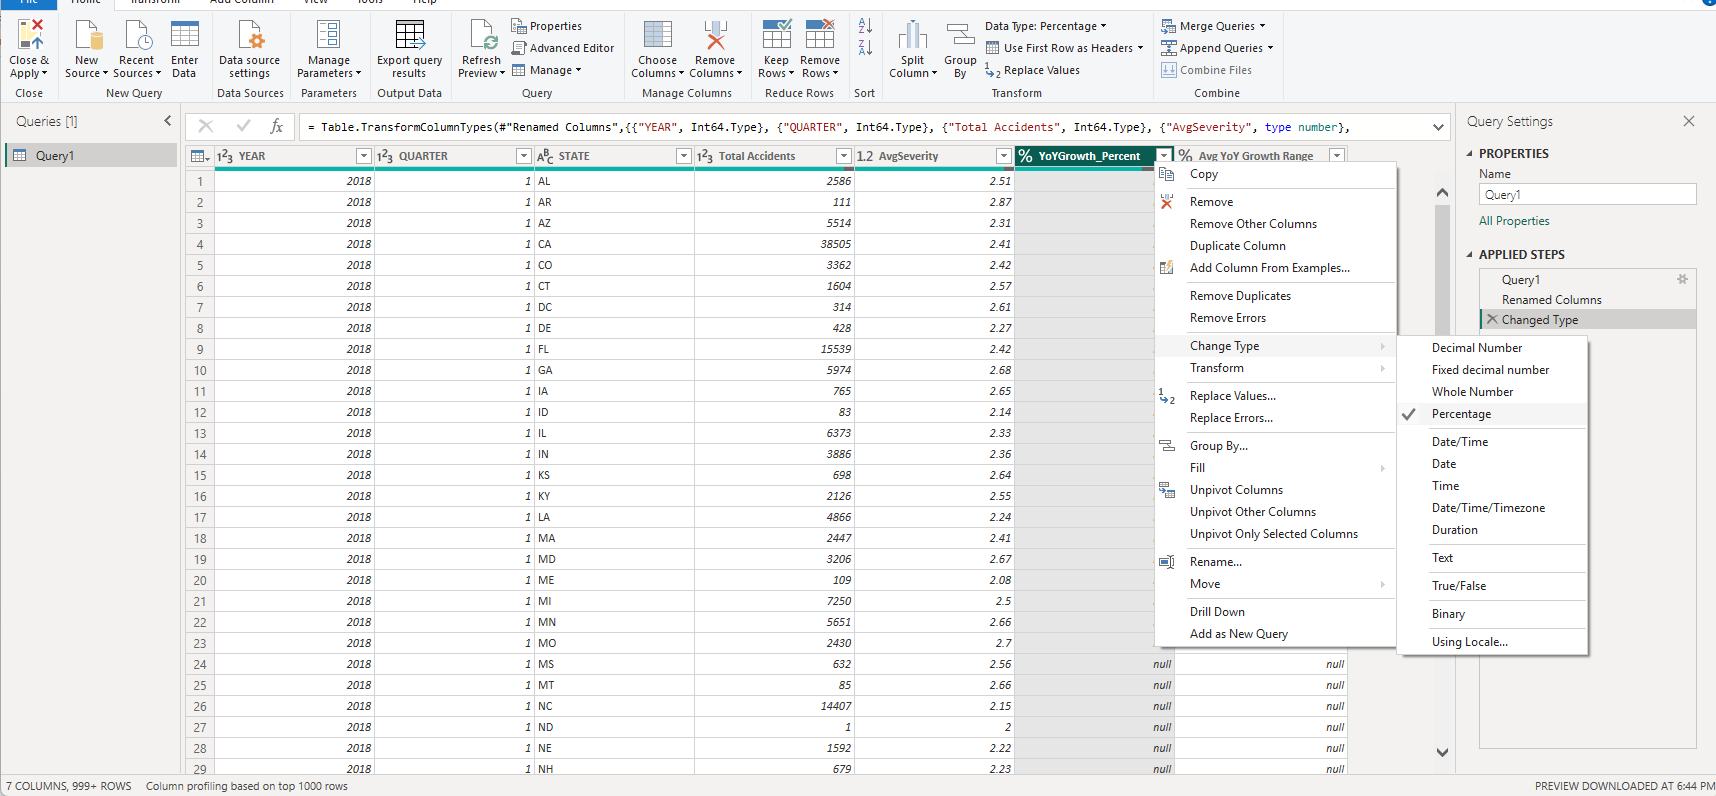 File Home Transform Add Column View Tools Help
Close & Apply
New Source
Recent Sources
Enter Data
Data source settings
Manage Parameters
Export query results
Refresh Preview
Properties
Advanced Editor
Manage
Choose Columns
Remove Columns
Keep Rows
Remove Rows
Split Column
Group By
Data Type: Percentage
Use First Row as Headers
Replace Values
Merge Queries
Append Queries
Combine Files
Close
New Query
Data Sources
Parameters
Output Data
Query
Manage Columns
Reduce Rows
Sort
Transform
Combine
Queries [1]
Query1
fx
= Table.TransformColumnTypes(#"Renamed Columns",{{"YEAR", Int64.Type}, {"QUARTER", Int64.Type}, {"Total Accidents", Int64.Type}, {"AvgSeverity", type number},
1²3 YEAR 1²3 QUARTER ABC STATE 1²3 Total Accidents 1.2 AvgSeverity % YoYGrowth_Percent % Avg YoY Growth Range
1 2018 1 AL 2586 2.51
2 2018 1 AR 111 2.87
3 2018 1 AZ 5514 2.31
4 2018 1 CA 38505 2.41
5 2018 1 CO 3362 2.42
6 2018 1 CT 1604 2.57
7 2018 1 DC 314 2.61
8 2018 1 DE 428 2.27
9 2018 1 FL 15539 2.42
10 2018 1 GA 5974 2.68
11 2018 1 IA 765 2.65
12 2018 1 ID 83 2.14
13 2018 1 IL 6373 2.33
14 2018 1 IN 3886 2.36
15 2018 1 KS 698 2.64
16 2018 1 KY 2126 2.55
17 2018 1 LA 4866 2.24
18 2018 1 MA 2447 2.41
19 2018 1 MD 3206 2.67
20 2018 1 ME 109 2.08
21 2018 1 MI 7250 2.5
22 2018 1 MN 5651 2.66
23 2018 1 MO 2430 2.7
24 2018 1 MS 632 2.56 null null
25 2018 1 MT 85 2.66 null null
26 2018 1 NC 14407 2.15 null null
27 2018 1 ND 1 2 null null
28 2018 1 NE 1592 2.22 null null
29 2018 1 NH 679 2.23 null null
Copy
Remove
Remove Other Columns
Duplicate Column
Add Column From Examples...
Remove Duplicates
Remove Errors
Change Type
Transform
Replace Values...
Replace Errors...
Group By...
Fill
Unpivot Columns
Unpivot Other Columns
Unpivot Only Selected Columns
Rename...
Move
Drill Down
Add as New Query
Decimal Number
Fixed decimal number
Whole Number
Percentage
Date/Time
Date
Time
Date/Time/Timezone
Duration
Text
True/False
Binary
Using Locale...
Query Settings
PROPERTIES
Name
Query1
All Properties
APPLIED STEPS
Query1
Renamed Columns
Changed Type
7 COLUMNS, 999+ ROWS Column profiling based on top 1000 rows
PREVIEW DOWNLOADED AT 6:44 PM